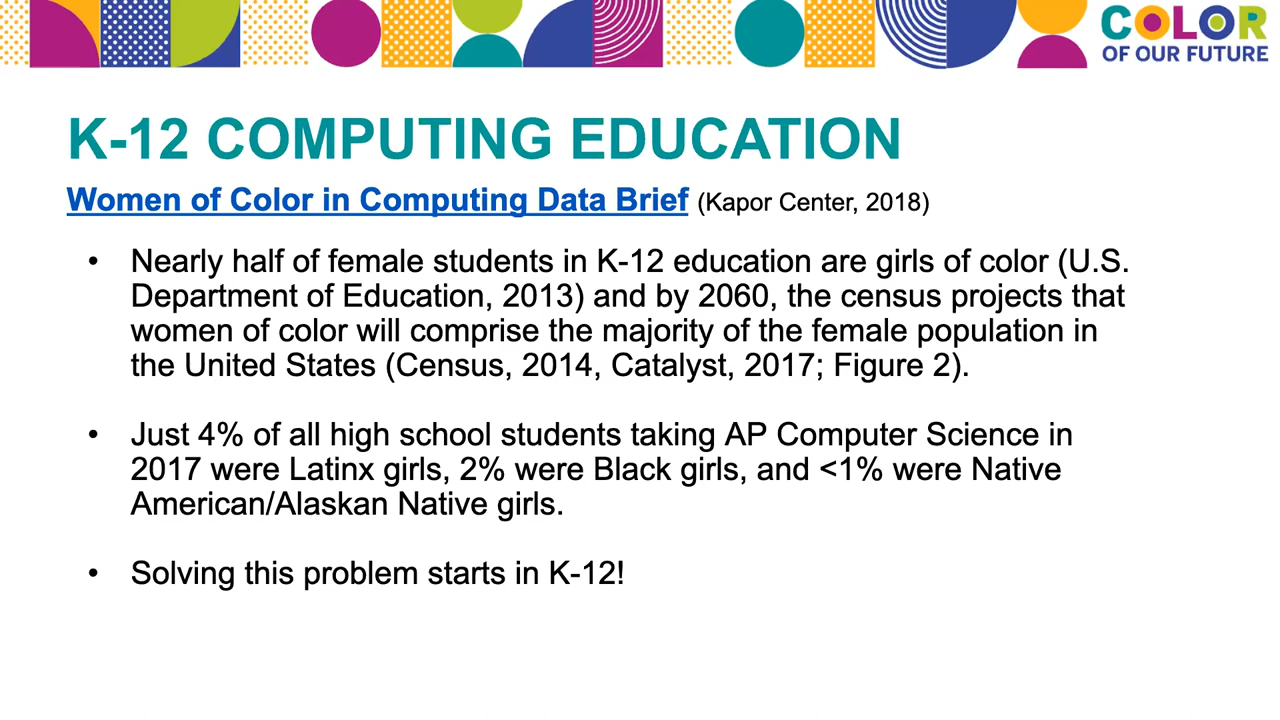 COLOR
OF OUR FUTURE
K-12 COMPUTING EDUCATION
Women of Color in Computing Data Brief (Kapor Center, 2018)
• Nearly half of female students in K-12 education are girls of color (U.S.
Department of Education, 2013) and by 2060, the census projects that
women of color will comprise the majority of the female population in
the United States (Census, 2014, Catalyst, 2017; Figure 2).
• Just 4% of all high school students taking AP Computer Science in
2017 were Latinx girls, 2% were Black girls, and <1% were Native
American/Alaskan Native girls.
• Solving this problem starts in K-12!